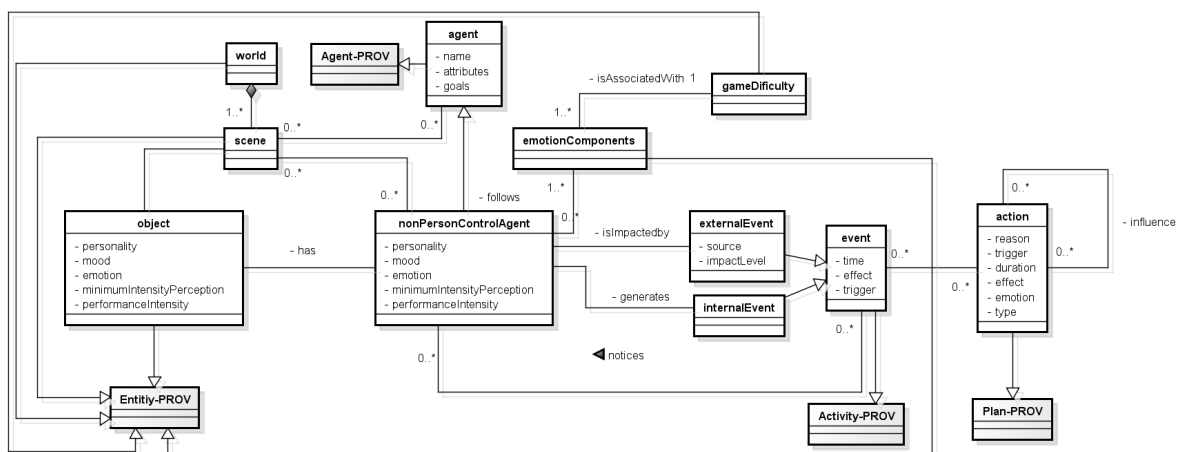 agent
- name
- attributes
- goals
Agent-PROV
world
1..*
0..*
0..*
scene
0..*
0..*
- isAssociatedWith 1
gameDificulty
1..*
emotionComponents
1..*
0..*
- follows
object
- personality
- mood
- emotion
- minimumIntensityPerception
- performanceIntensity
- has
nonPersonControlAgent
- personality
- mood
- emotion
- minimumIntensityPerception
- performanceIntensity
- isImpactedby
externalEvent
- source
- impactLevel
- generates
internalEvent
event
- time
- effect
- trigger
0..*
0..*
0..*
action
- reason
- trigger
- duration
- effect
- emotion
- type
0..*
0..*
- influence
0..*
notices
Entitiy-PROV
Activity-PROV
Plan-PROV